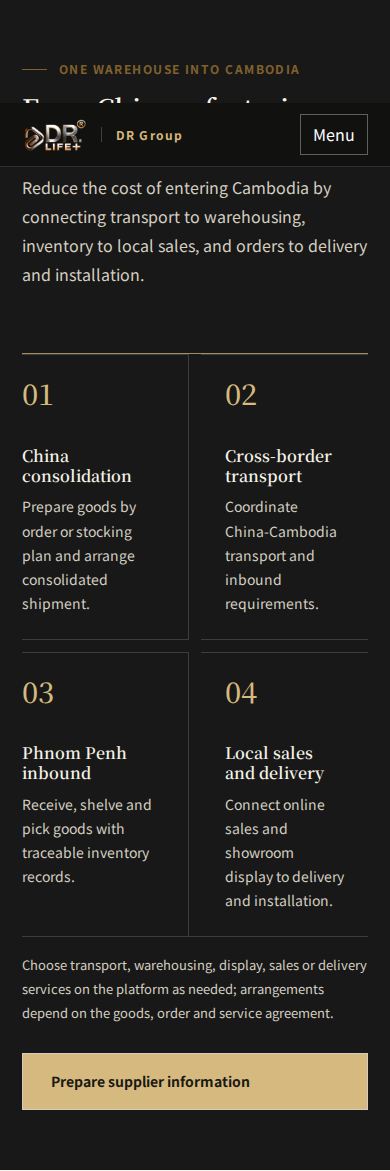 ONE WAREHOUSE INTO CAMBODIA
DR.®
LIFE+
DR Group
Menu
Reduce the cost of entering Cambodia by
connecting transport to warehousing,
inventory to local sales, and orders to delivery
and installation.
01
China
consolidation
Prepare goods by
order or stocking
plan and arrange
consolidated
shipment.
02
Cross-border
transport
Coordinate
China-Cambodia
transport and
inbound
requirements.
03
Phnom Penh
inbound
Receive, shelve and
pick goods with
traceable inventory
records.
04
Local sales
and delivery
Connect online
sales and
showroom
display to delivery
and installation.
Choose transport, warehousing, display, sales or delivery
services on the platform as needed; arrangements
depend on the goods, order and service agreement.
Prepare supplier information